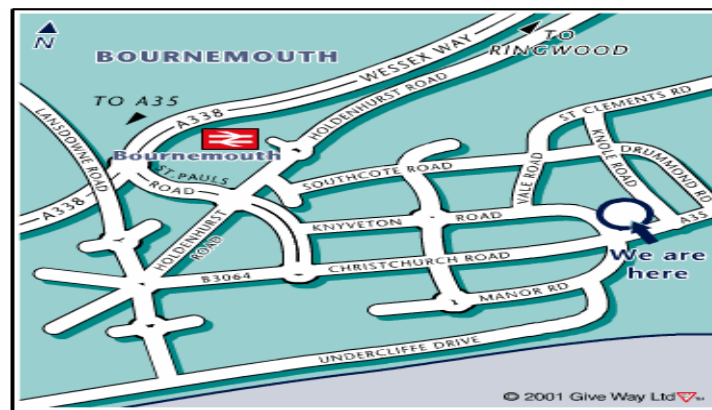 N
BOURNEMOUTH
TO A35
WESSEX WAY
TO
RINGWOOD
A338
HOLDENHURST ROAD
LANSDOWNE ROAD
Bournemouth
ST. PAULS
ROAD
A338
HOLDENHURST
ROAD
SOUTHCOTE ROAD
ST CLEMENTS RD
KNOLE ROAD
DRUMMOND RD
VALE ROAD
KNYVETON ROAD
A35
B3064
CHRISTCHURCH ROAD
We are
here
MANOR RD
UNDERCLIFFE DRIVE
© 2001 Give Way Ltd